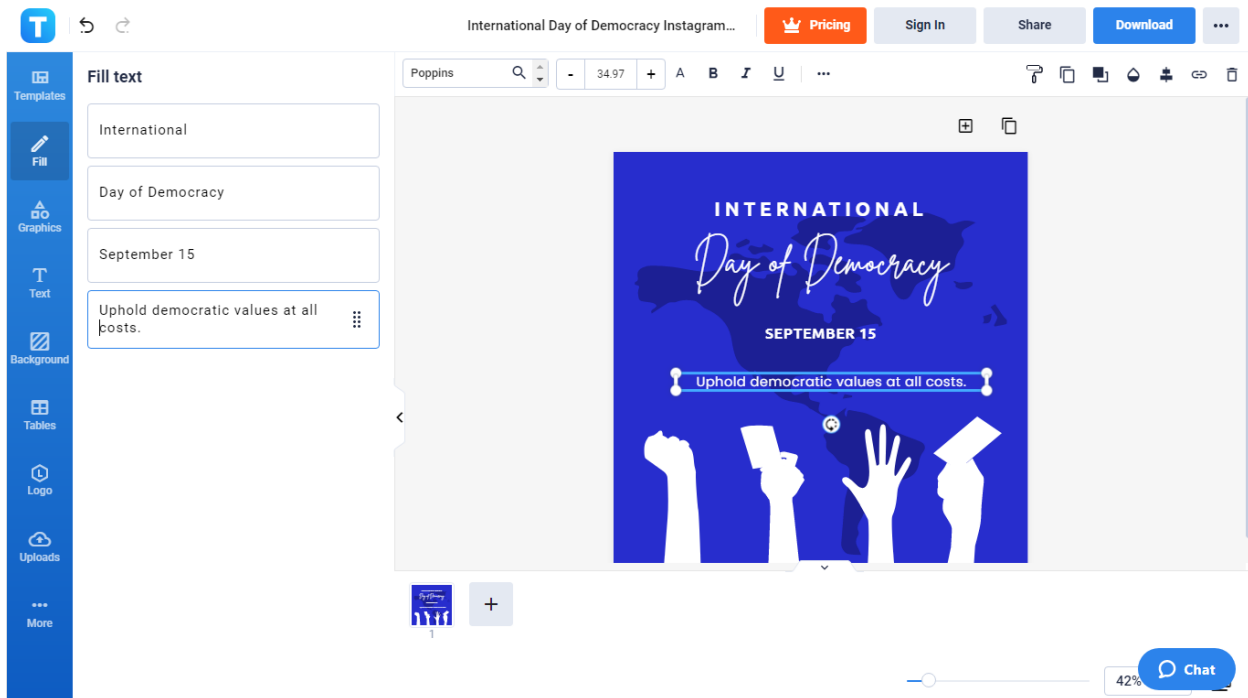 T
International Day of Democracy Instagram...
Pricing
Sign In
Share
Download
Templates
Fill
Graphics
Text
Background
Tables
Logo
Uploads
More
Fill text
International
Day of Democracy
September 15
Uphold democratic values at all
costs.
Poppins
- 34.97 + A B I U
INTERNATIONAL
Day of Democracy
SEPTEMBER 15
Uphold democratic values at all costs.
1
42%
Chat